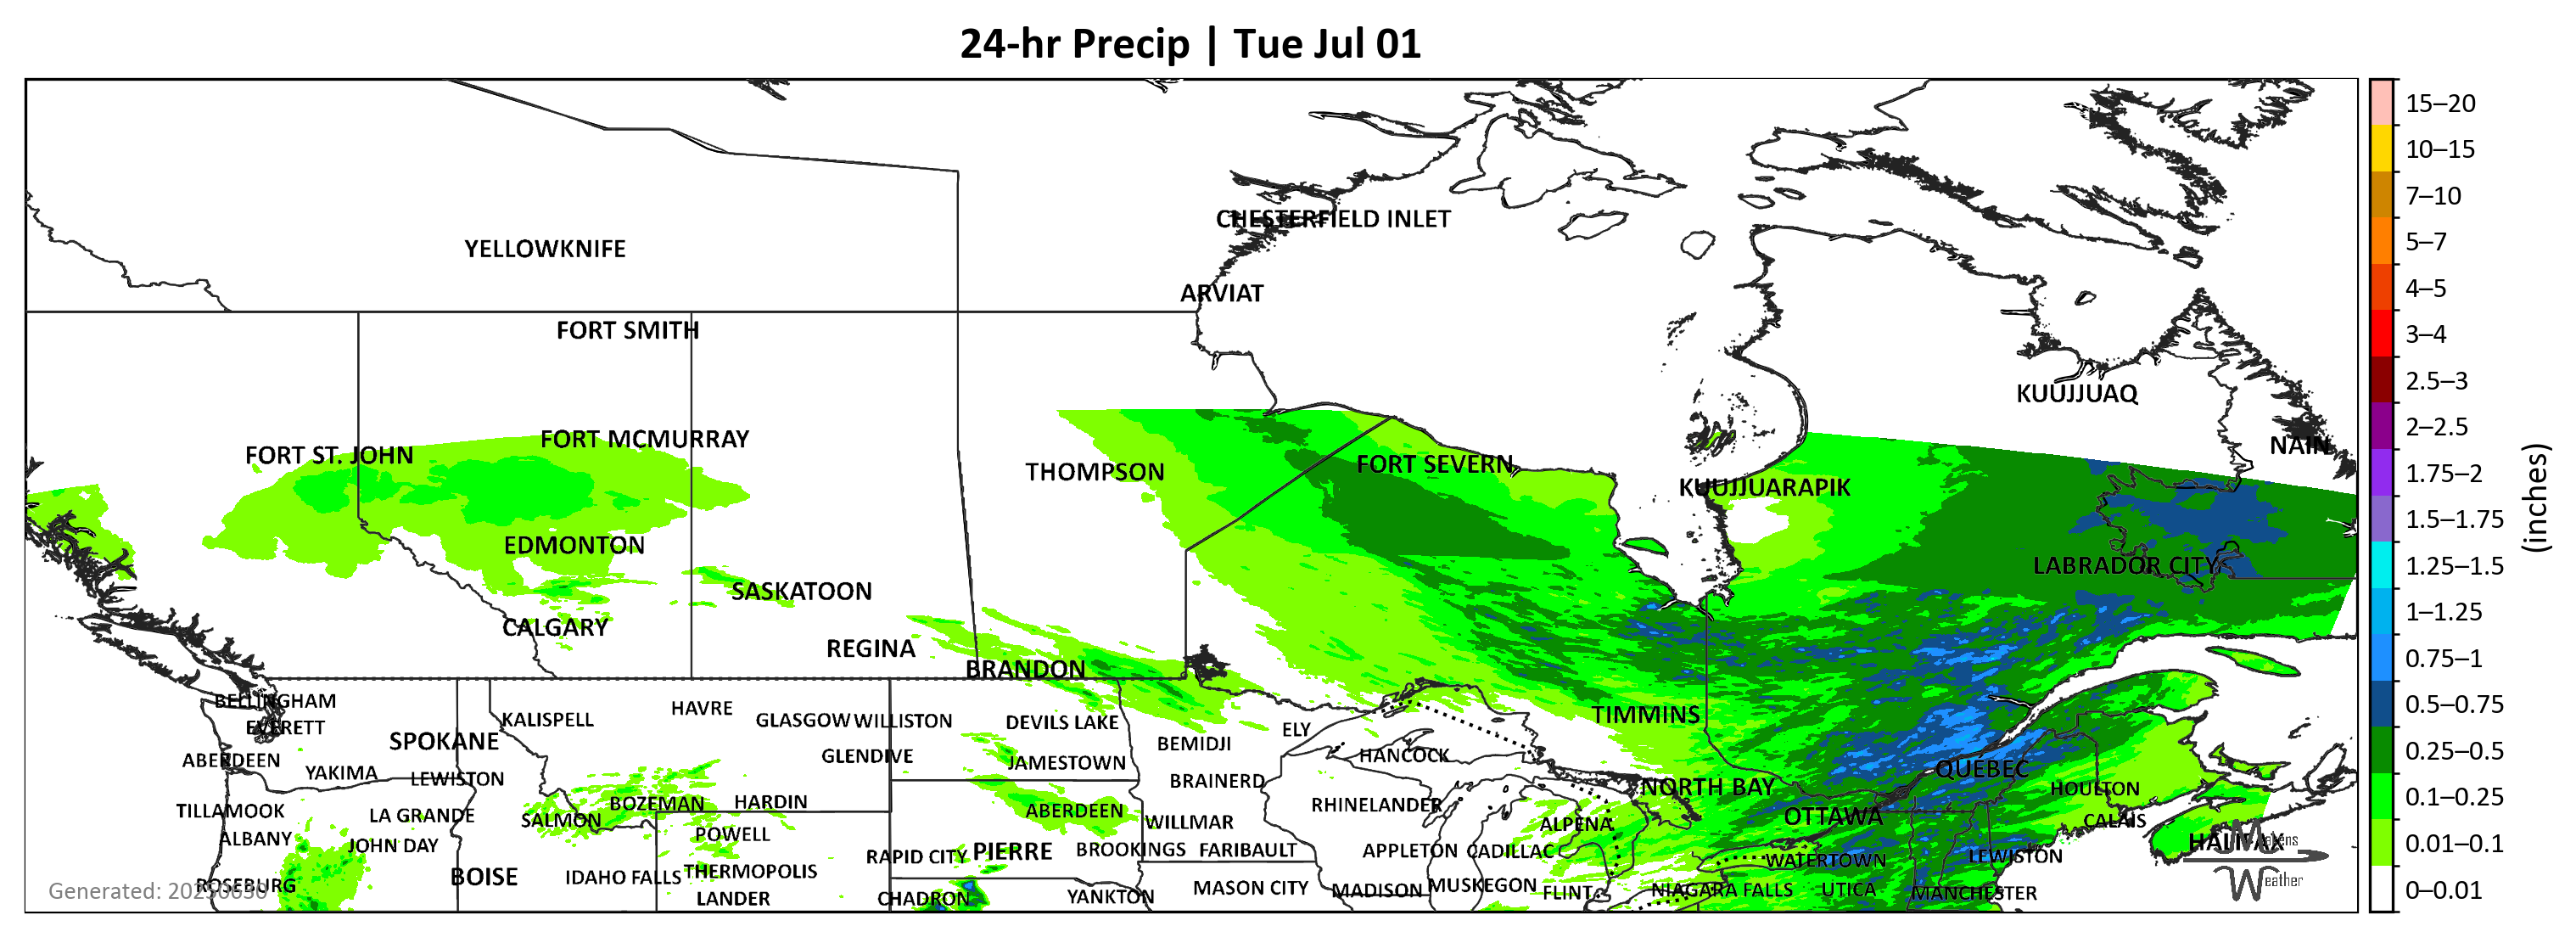 24-hr Precip | Tue Jul 01
CHESTERFIELD INLET
YELLOWKNIFE
ARVIAT
FORT SMITH
KUUJJUAQ
FORT MCMURRAY
NAIN
FORT ST. JOHN
FORT SEVERN
THOMPSON
KUUJJUARAPIK
EDMONTON
LABRADOR CITY
SASKATOON
CALGARY
REGINA
BRANDON
BELLINGHAM
HAVRE
KALISPELL
GLASGOW
WILLISTON
DEVILS LAKE
TIMMINS
EVERETT
ELY
SPOKANE
BEMIDJI
ABERDEEN
GLENDIVE
HANCOCK
JAMESTOWN
QUEBEC
YAKIMA
LEWISTON
BRAINERD
NORTH BAY
HOULTON
BOZEMAN
HARDIN
RHINELANDER
TILLAMOOK
LA GRANDE
SALMON
ABERDEEN
WILLMAR
ALPENA
OTTAWA
CALAIS
ALBANY
JOHN DAY
POWELL
HALIFAX
Matens
Weather
RAPID CITY
PIERRE
BROOKINGS
FARIBAULT
APPLETON
CADILLAC
WATERTOWN
LEWISTON
BOISE
IDAHO FALLS
THERMOPOLIS
ROSEBURG
MASON CITY
MADISON
MUSKEGON
FLINT
NIAGARA FALLS
UTICA
MANCHESTER
LANDER
CHADRON
YANKTON
Generated: 20250630
15–20
10–15
7–10
5–7
4–5
3–4
2.5–3
2–2.5
1.75–2
1.5–1.75
1.25–1.5
1–1.25
0.75–1
0.5–0.75
0.25–0.5
0.1–0.25
0.01–0.1
0–0.01
(inches)